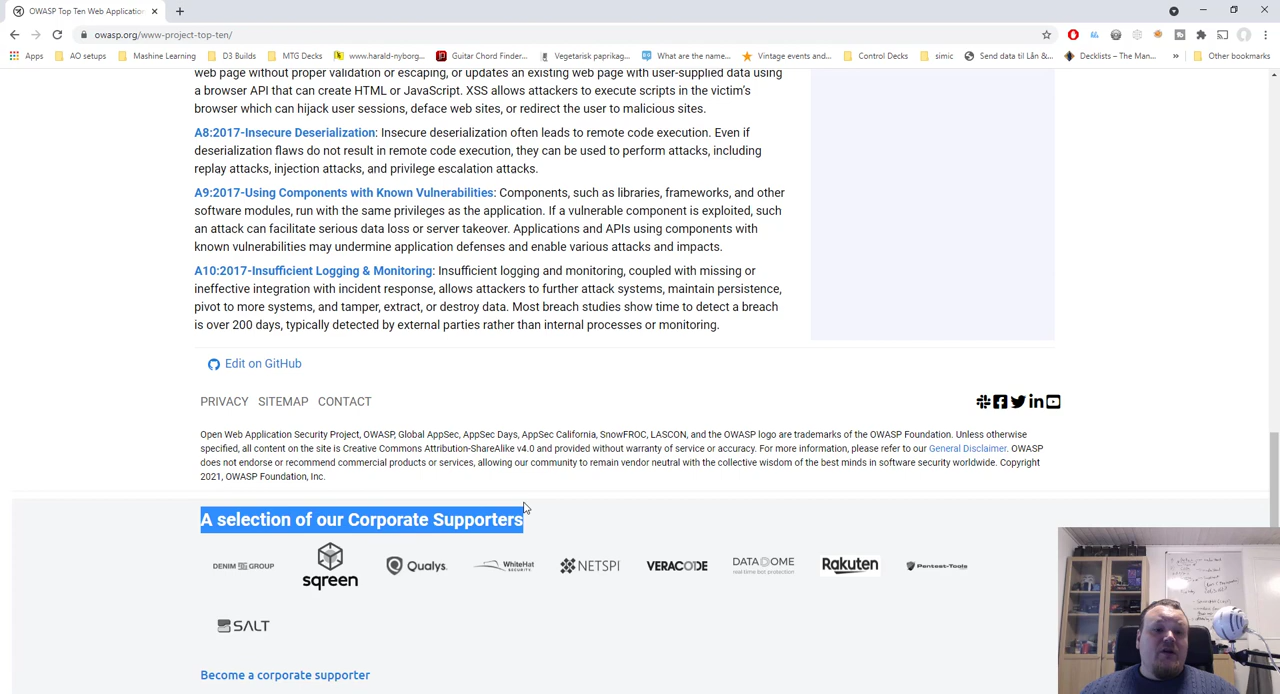 OWASP Top Ten Web Application
owasp.org/www-project-top-ten/
Apps
AO setups
Mashine Learning
D3 Builds
MTG Decks
www.harald-nyborg...
Guitar Chord Finder...
Vegetarisk paprikag...
What are the name...
Vintage events and...
Control Decks
simic
Send data til Lån &...
Decklists – The Man...
»
Other bookmarks
web page without proper validation or escaping, or updates an existing web page with user-supplied data using
a browser API that can create HTML or JavaScript. XSS allows attackers to execute scripts in the victim's
browser which can hijack user sessions, deface web sites, or redirect the user to malicious sites.
A8:2017-Insecure Deserialization: Insecure deserialization often leads to remote code execution. Even if
deserialization flaws do not result in remote code execution, they can be used to perform attacks, including
replay attacks, injection attacks, and privilege escalation attacks.
A9:2017-Using Components with Known Vulnerabilities: Components, such as libraries, frameworks, and other
software modules, run with the same privileges as the application. If a vulnerable component is exploited, such
an attack can facilitate serious data loss or server takeover. Applications and APIs using components with
known vulnerabilities may undermine application defenses and enable various attacks and impacts.
A10:2017-Insufficient Logging & Monitoring: Insufficient logging and monitoring, coupled with missing or
ineffective integration with incident response, allows attackers to further attack systems, maintain persistence,
pivot to more systems, and tamper, extract, or destroy data. Most breach studies show time to detect a breach
is over 200 days, typically detected by external parties rather than internal processes or monitoring.
Edit on GitHub
PRIVACY SITEMAP CONTACT
Open Web Application Security Project, OWASP, Global AppSec, AppSec Days, AppSec California, SnowFROC, LASCON, and the OWASP logo are trademarks of the OWASP Foundation. Unless otherwise
specified, all content on the site is Creative Commons Attribution-ShareAlike v4.0 and provided without warranty of service or accuracy. For more information, please refer to our General Disclaimer. OWASP
does not endorse or recommend commercial products or services, allowing our community to remain vendor neutral with the collective wisdom of the best minds in software security worldwide. Copyright
2021, OWASP Foundation, Inc.
A selection of our Corporate Supporters
DENIM GROUP
sqreen
Qualys.
WhiteHat
SECURITY
NETSPI
VERACODE
DATADOME
real-time bot protection
Rakuten
Pentest-Tools
SALT
Become a corporate supporter